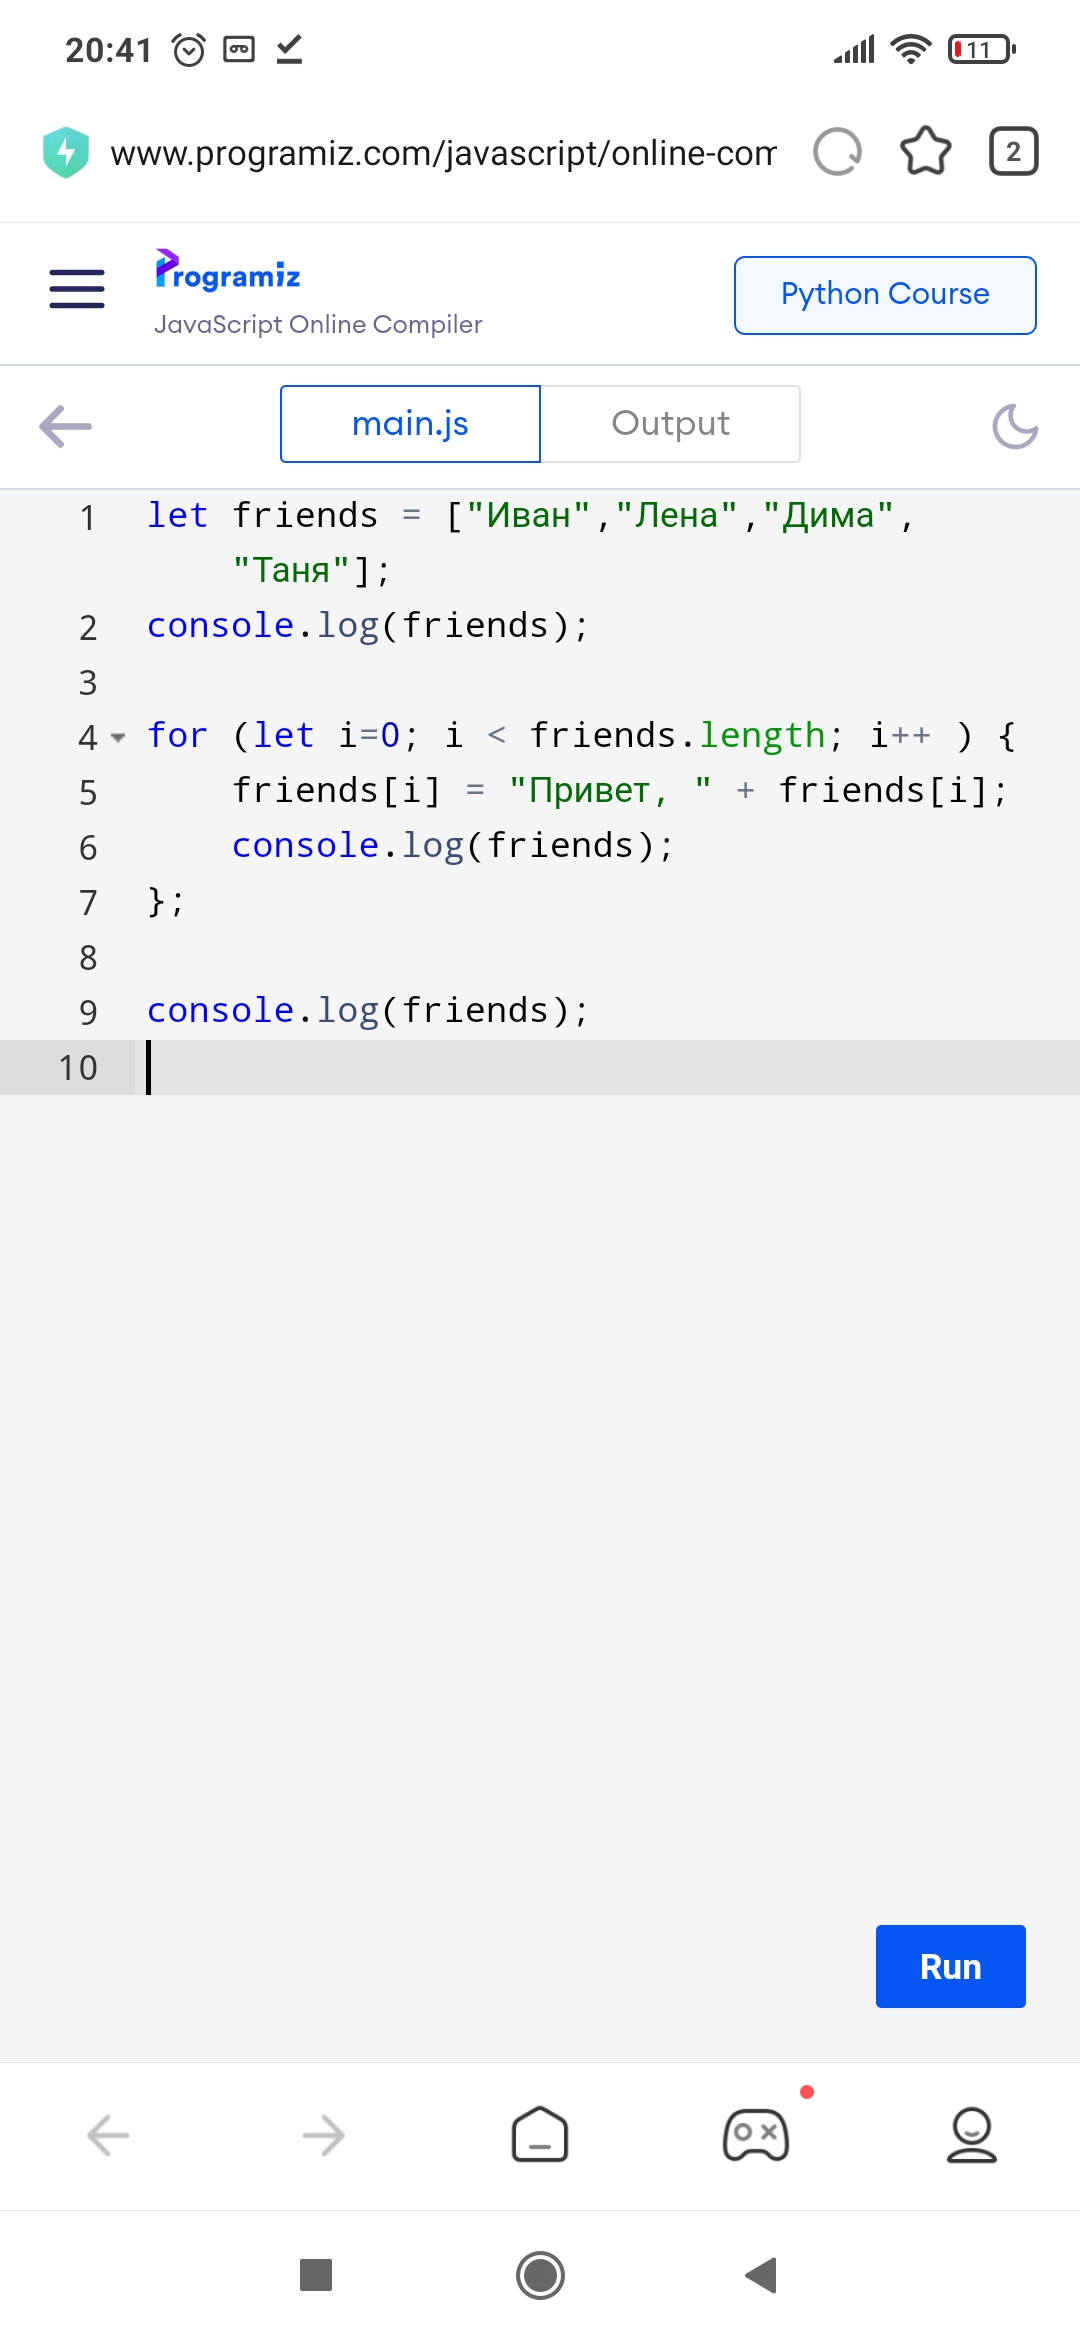 20:41
11
www.programiz.com/javascript/online-com
2
Programiz
JavaScript Online Compiler
Python Course
main.js
Output
1 let friends = ["Иван","Лена","Дима",
"Таня"];
2 console.log(friends);
3
4 for (let i=0; i < friends.length; i++ ) {
5 friends[i] = "Привет, " + friends[i];
6 console.log(friends);
7 };
8
9 console.log(friends);
10
Run